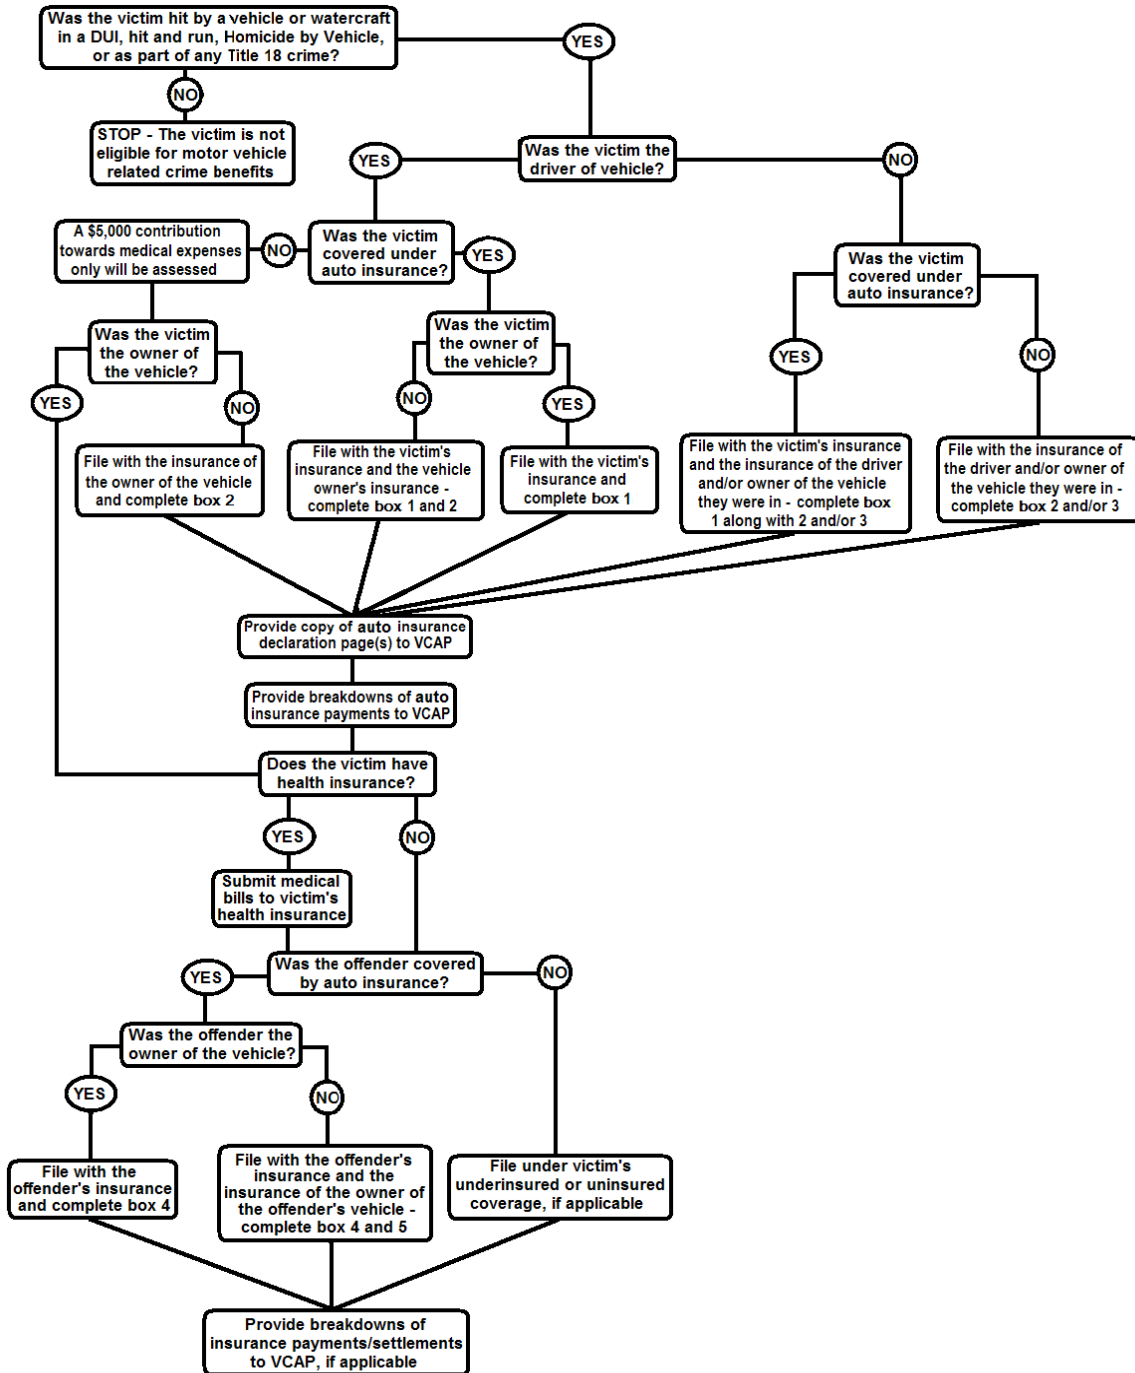 Was the victim hit by a vehicle or watercraft
in a DUI, hit and run, Homicide by Vehicle,
or as part of any Title 18 crime?
YES
NO
STOP - The victim is not
eligible for motor vehicle
related crime benefits
YES
Was the victim the
driver of vehicle?
NO
A $5,000 contribution
towards medical expenses
only will be assessed
NO
Was the victim
covered under
auto insurance?
YES
Was the victim
covered under
auto insurance?
Was the victim
the owner of
the vehicle?
Was the victim
the owner of
the vehicle?
YES
NO
YES
NO
NO
YES
File with the insurance of
the owner of the vehicle
and complete box 2
File with the victim's
insurance and the vehicle
owner's insurance -
complete box 1 and 2
File with the victim's
insurance and
complete box 1
File with the victim's insurance
and the insurance of the driver
and/or owner of the vehicle
they were in - complete box
1 along with 2 and/or 3
File with the insurance of
the driver and/or owner of
the vehicle they were in -
complete box 2 and/or 3
Provide copy of auto insurance
declaration page(s) to VCAP
Provide breakdowns of auto
insurance payments to VCAP
Does the victim have
health insurance?
YES
NO
Submit medical
bills to victim's
health insurance
Was the offender covered
by auto insurance?
YES
NO
Was the offender the
owner of the vehicle?
YES
NO
File with the
offender's insurance
and complete box 4
File with the offender's
insurance and the
insurance of the owner of
the offender's vehicle -
complete box 4 and 5
File under victim's
underinsured or uninsured
coverage, if applicable
Provide breakdowns of
insurance payments/settlements
to VCAP, if applicable